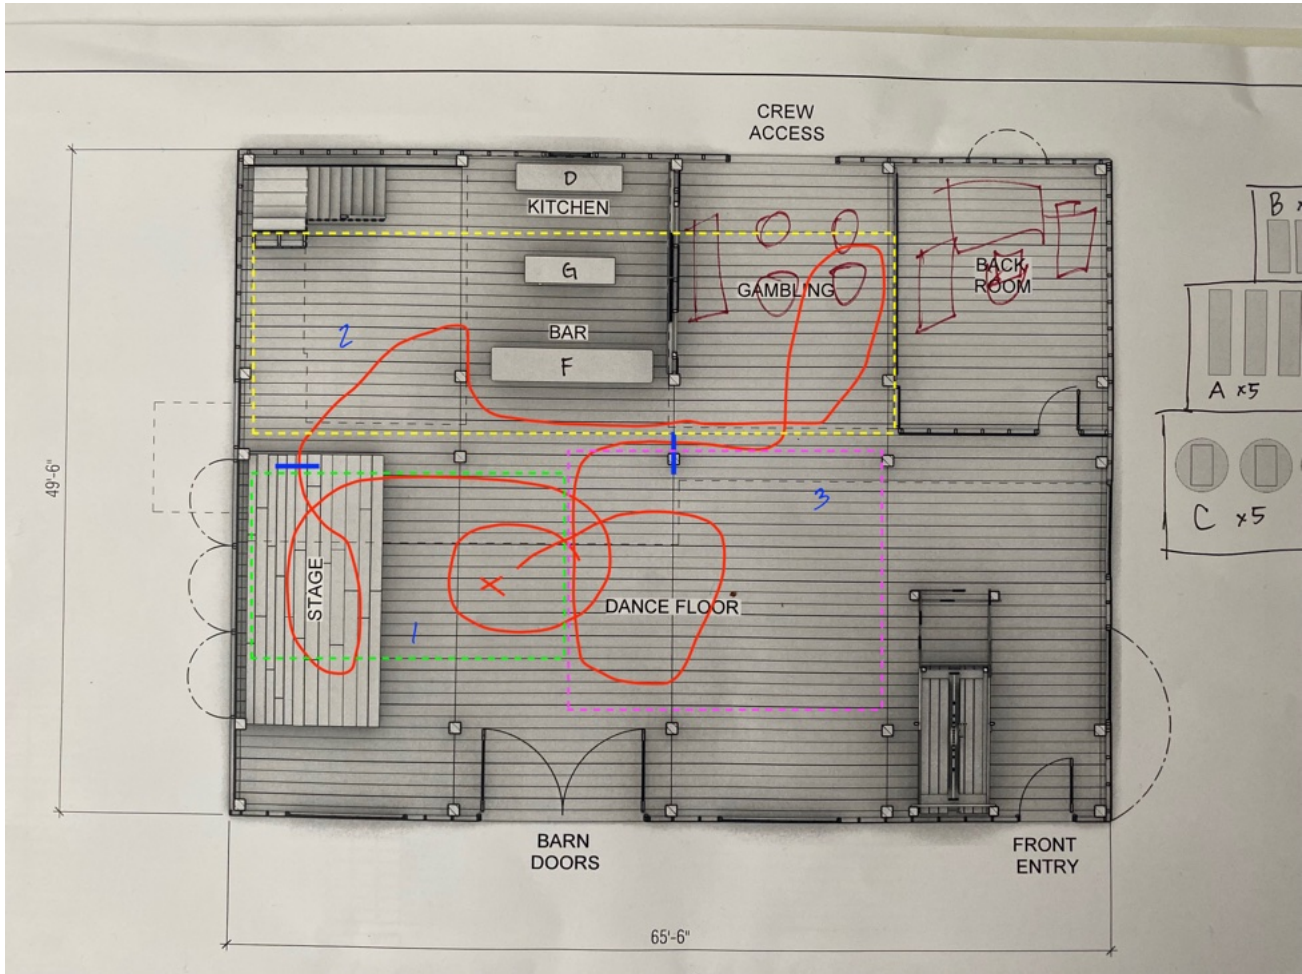 CREW
ACCESS
D
KITCHEN
B x
G
BACK
ROOM
GAMBLING
2
BAR
F
A x5
49'-6"
3
C x5
STAGE
X
DANCE FLOOR
1
BARN
DOORS
FRONT
ENTRY
65'-6"